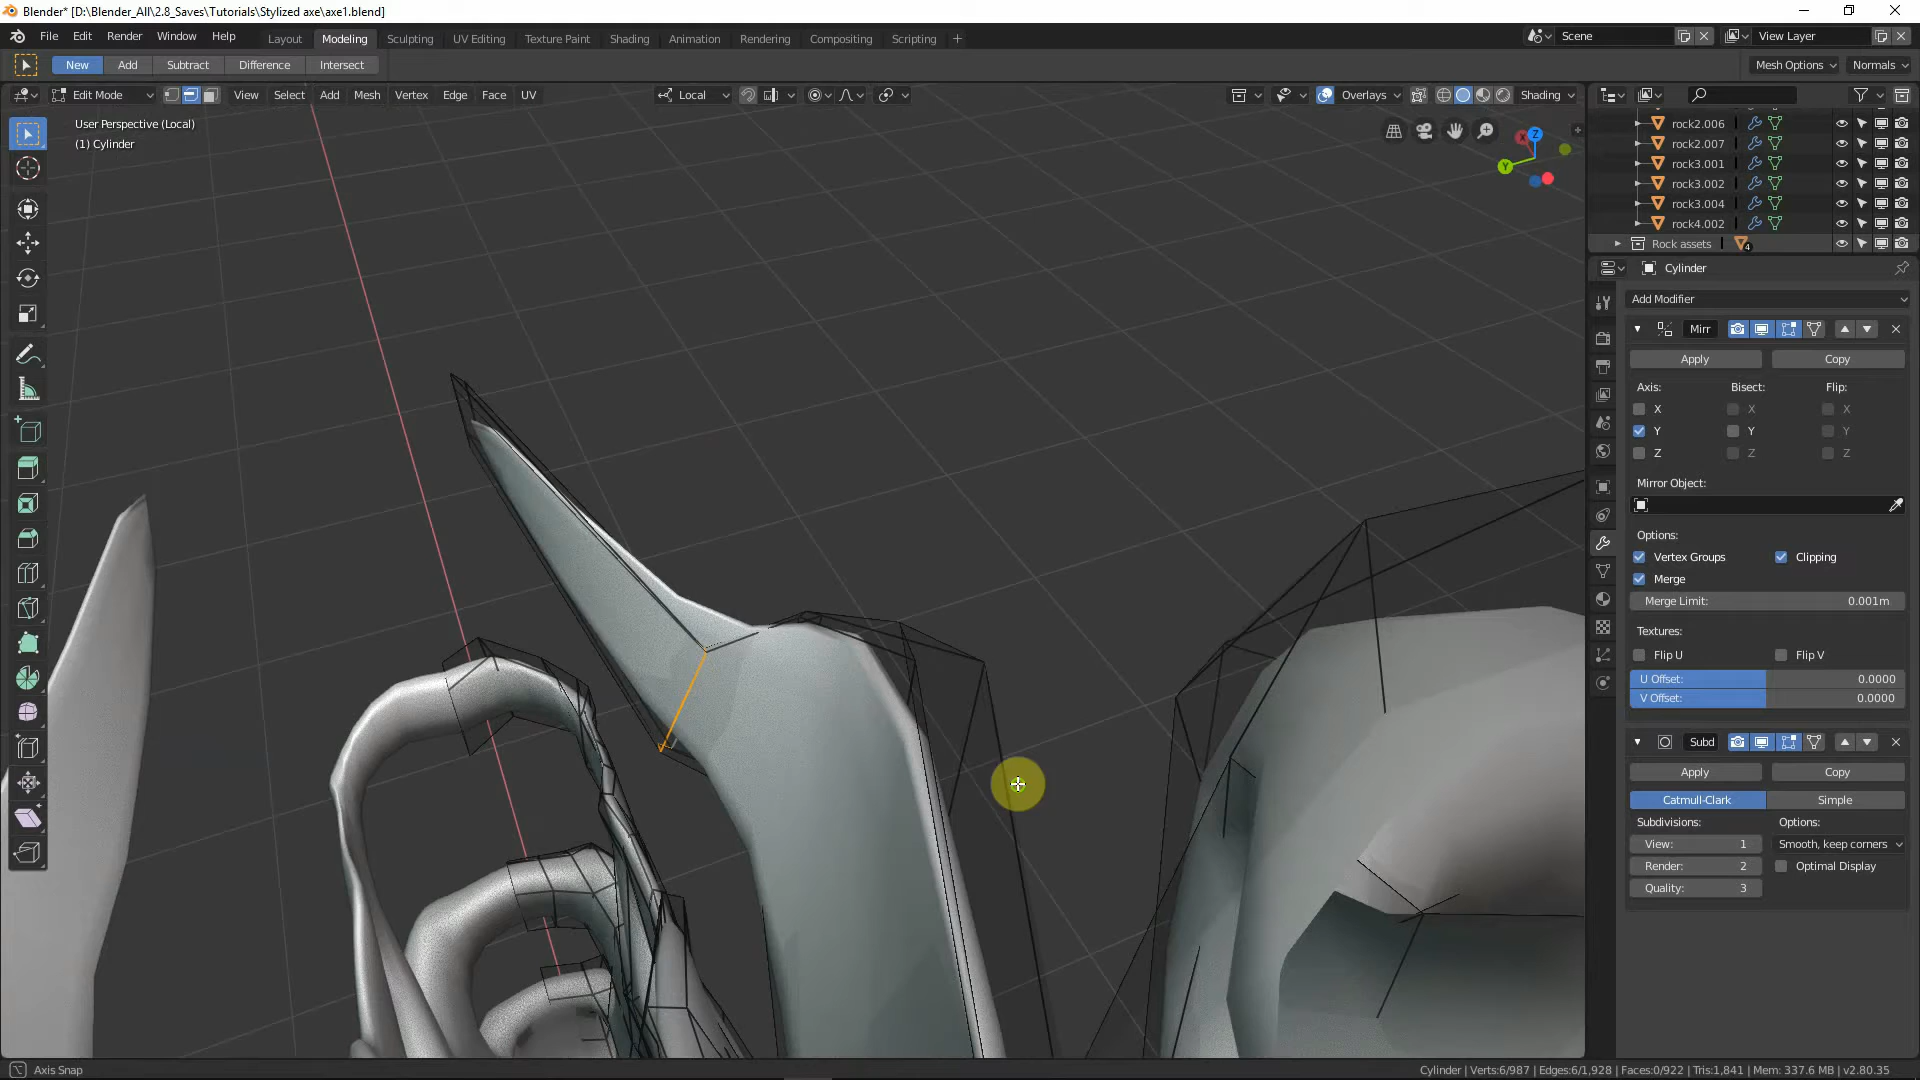 Blender* [D:\Blender_All\2.8_Saves\Tutorials\Stylized axe\axe1.blend]
File Edit Render Window Help
Layout Modeling Sculpting UV Editing Texture Paint Shading Animation Rendering Compositing Scripting +
Scene
View Layer
New Add Subtract Difference Intersect
Mesh Options
Normals
Edit Mode View Select Add Mesh Vertex Edge Face UV
Local
Overlays
Shading
User Perspective (Local)
(1) Cylinder
Z
X
Y
rock2.006
rock2.007
rock3.001
rock3.002
rock3.004
rock4.002
Rock assets 4
Cylinder
Add Modifier
Mirr
Apply Copy
Axis: Bisect: Flip:
X X X
Y Y Y
Z Z Z
Mirror Object:
Options:
Vertex Groups Clipping
Merge
Merge Limit: 0.001m
Textures:
Flip U Flip V
U Offset: 0.0000
V Offset: 0.0000
Subd
Apply Copy
Catmull-Clark Simple
Subdivisions: Options:
View: 1 Smooth, keep corners
Render: 2 Optimal Display
Quality: 3
Axis Snap
Cylinder | Verts:6/987 | Edges:6/1,928 | Faces:0/922 | Tris:1,841 | Mem: 337.6 MB | v2.80.35